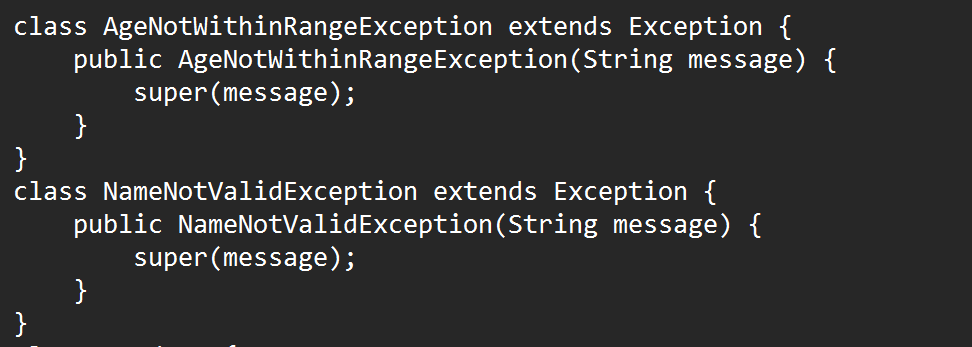 class AgeNotWithinRangeException extends Exception {
    public AgeNotWithinRangeException(String message) {
        super(message);
    }
}
class NameNotValidException extends Exception {
    public NameNotValidException(String message) {
        super(message);
    }
}